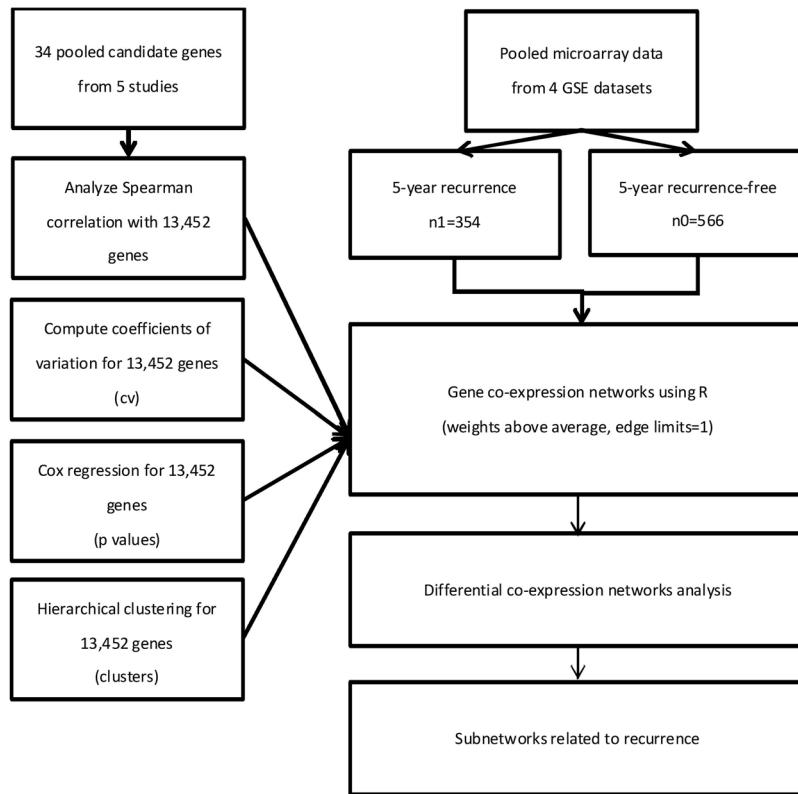 34 pooled candidate genes
from 5 studies
Analyze Spearman
correlation with 13,452
genes
Compute coefficients of
variation for 13,452 genes
(cv)
Cox regression for 13,452
genes
(p values)
Hierarchical clustering for
13,452 genes
(clusters)
Pooled microarray data
from 4 GSE datasets
5-year recurrence
n1=354
5-year recurrence-free
n0=566
Gene co-expression networks using R
(weights above average, edge limits=1)
Differential co-expression networks analysis
Subnetworks related to recurrence